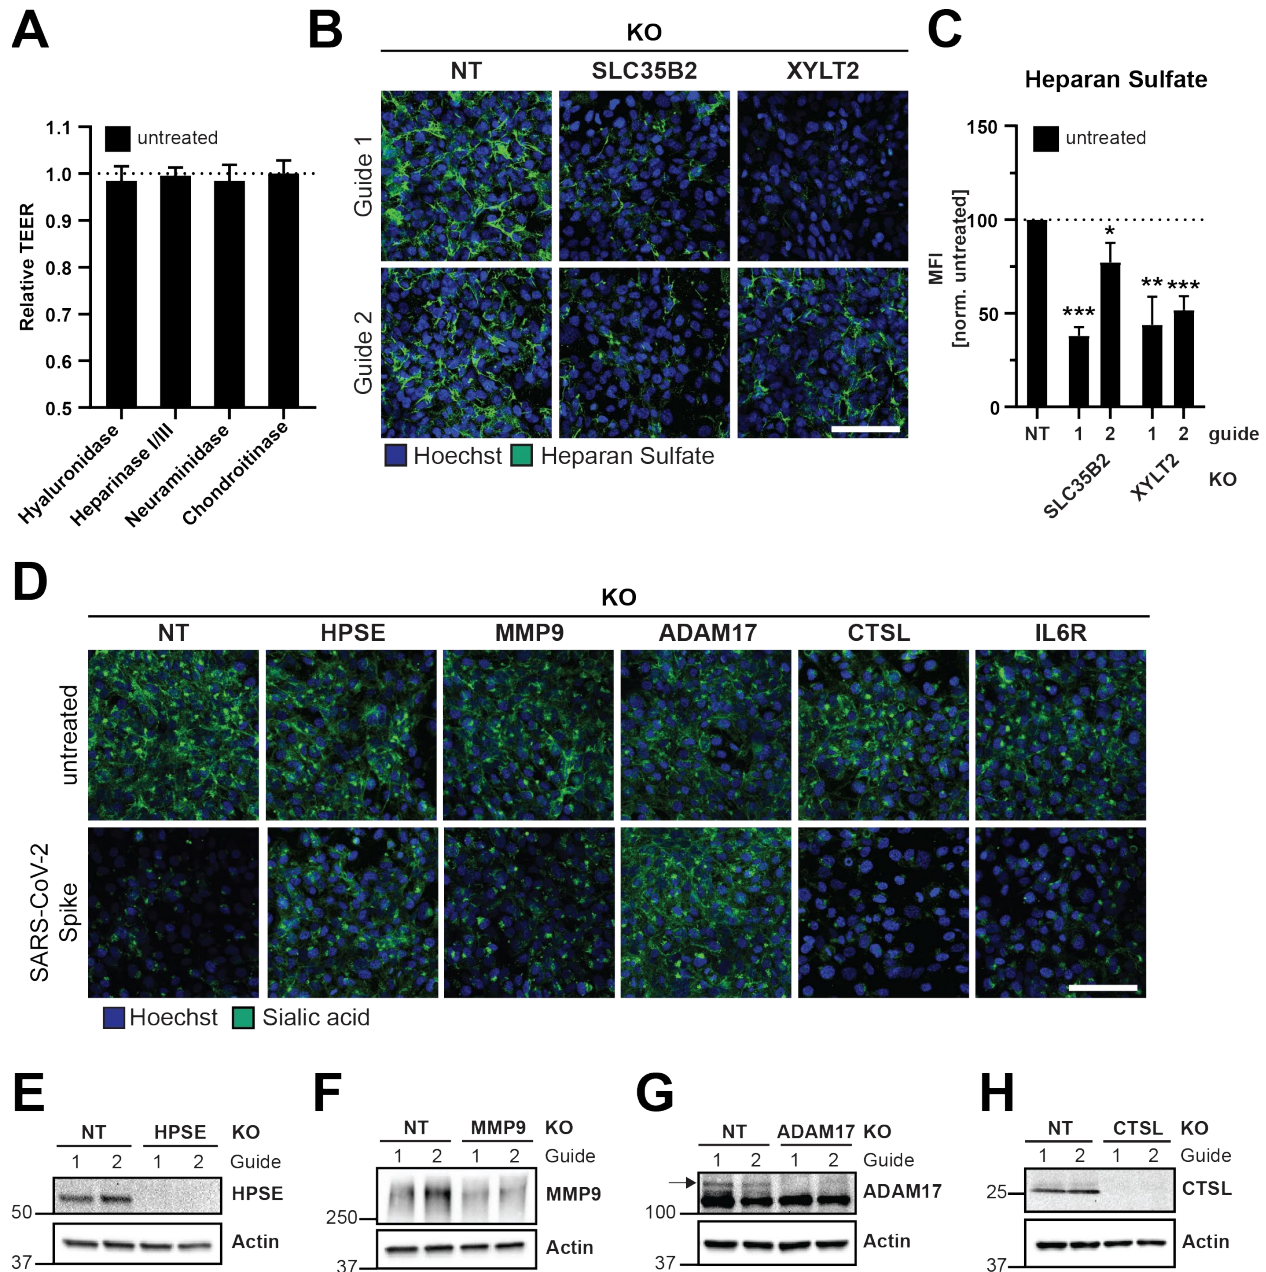 A
1.1
1.0
0.9
0.8
0.7
0.6
0.5
Relative TEER
untreated
Hyaluronidase
Heparinase I/III
Neuraminidase
Chondroitinase
B
KO
NT SLC35B2 XYLT2
Guide 1
Guide 2
Hoechst Heparan Sulfate
C
Heparan Sulfate
150
100
50
0
MFI
[norm. untreated]
untreated
*** * ** ***
NT 1 2 1 2 guide
SLC35B2 XYLT2 KO
D
KO
NT HPSE MMP9 ADAM17 CTSL IL6R
untreated
SARS-CoV-2
Spike
Hoechst Sialic acid
E
NT HPSE KO
1 2 1 2 Guide
HPSE
50
Actin
37
F
NT MMP9 KO
1 2 1 2 Guide
MMP9
250
Actin
37
G
NT ADAM17 KO
1 2 1 2 Guide
ADAM17
100
Actin
37
H
NT CTSL KO
1 2 1 2 Guide
25 CTSL
Actin
37